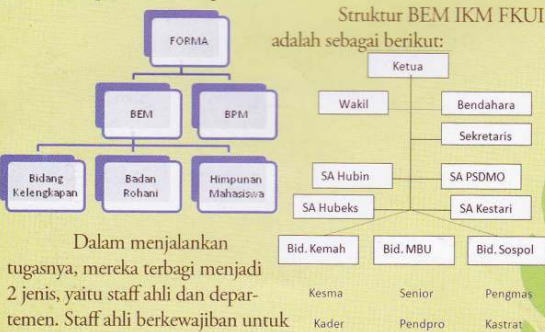 FORMA
BEM
BPM
Bidang
Kelengkapan
Badan
Rohani
Himpunan
Mahasiswa
Dalam menjalankan
tugasnya, mereka terbagi menjadi
2 jenis, yaitu staff ahli dan depar-
temen. Staff ahli berkewajiban untuk
Struktur BEM IKM FKUI
adalah sebagai berikut:
Ketua
Wakil
Bendahara
Sekretaris
SA Hubin
SA PSDMO
SA Hubeks
SA Kestari
Bid. Kemah
Bid. MBU
Bid. Sospol
Kesma
Senior
Pengmas
Kader
Pendpro
Kastrat